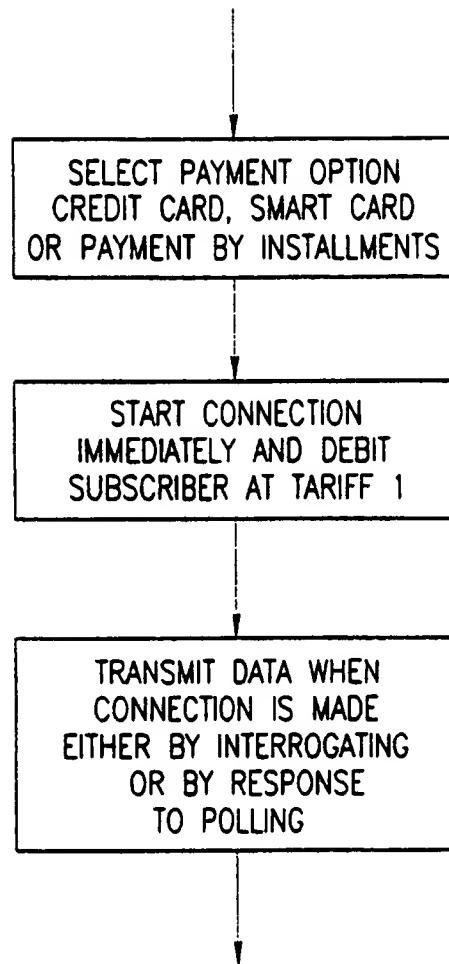 SELECT PAYMENT OPTION
CREDIT CARD, SMART CARD
OR PAYMENT BY INSTALLMENTS
START CONNECTION
IMMEDIATELY AND DEBIT
SUBSCRIBER AT TARIFF 1
TRANSMIT DATA WHEN
CONNECTION IS MADE
EITHER BY INTERROGATING
OR BY RESPONSE
TO POLLING